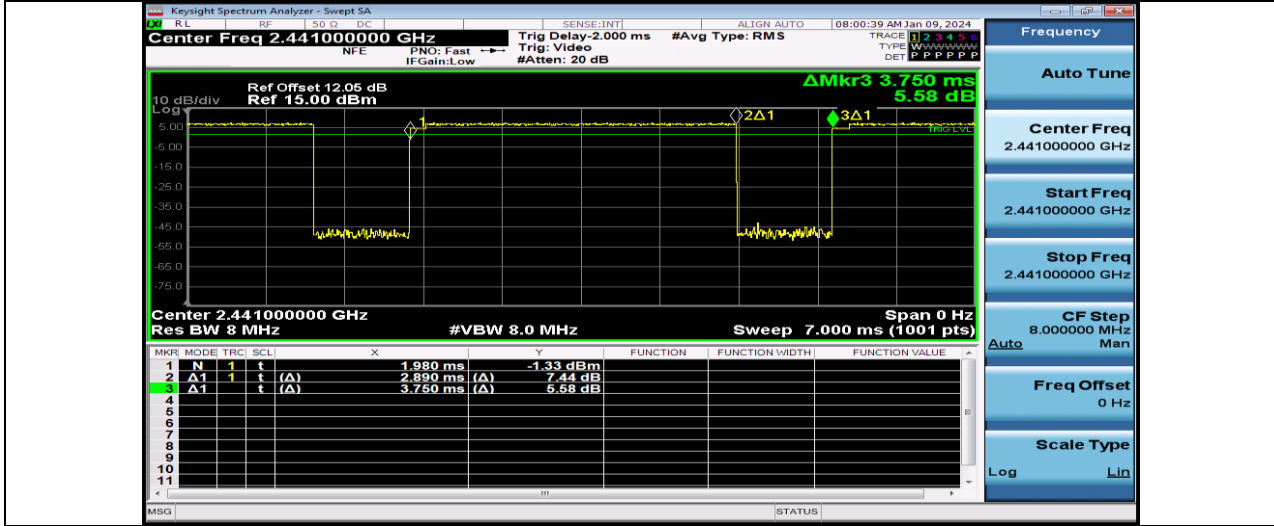 Keysight Spectrum Analyzer - Swept SA
LXI RL RF 50 Ω DC SENSE:INT ALIGN AUTO 08:00:39 AM Jan 09, 2024
Center Freq 2.441000000 GHz
NFE PNO: Fast
IFGain:Low
Trig Delay-2.000 ms
Trig: Video
#Atten: 20 dB
#Avg Type: RMS
TRACE 1 2 3 4 5 6
TYPE WWWWWW
DET P P P P P P
ΔMkr3 3.750 ms
5.58 dB
Ref Offset 12.05 dB
10 dB/div Ref 15.00 dBm
Log
1
2Δ1
3Δ1
TRIG LVL
5.00
-5.00
-15.0
-25.0
-35.0
-45.0
-55.0
-65.0
-75.0
Center 2.441000000 GHz Span 0 Hz
Res BW 8 MHz #VBW 8.0 MHz Sweep 7.000 ms (1001 pts)
MKR MODE TRC SCL X Y FUNCTION FUNCTION WIDTH FUNCTION VALUE
1 N 1 t 1.980 ms -1.33 dBm
2 Δ1 1 t (Δ) 2.890 ms (Δ) 7.44 dB
3 Δ1 t (Δ) 3.750 ms (Δ) 5.58 dB
4
5
6
7
8
9
10
11
MSG STATUS
Frequency
Auto Tune
Center Freq
2.441000000 GHz
Start Freq
2.441000000 GHz
Stop Freq
2.441000000 GHz
CF Step
8.000000 MHz
Auto Man
Freq Offset
0 Hz
Scale Type
Log Lin